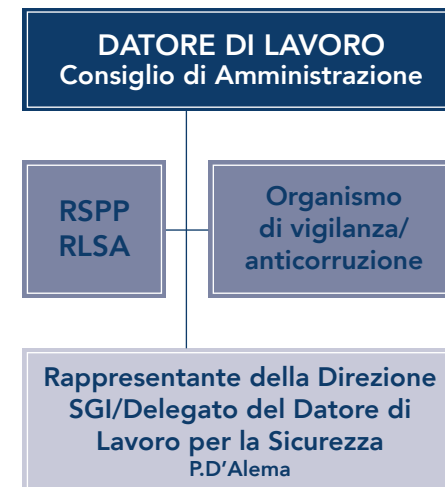 DATORE DI LAVORO
Consiglio di Amministrazione
RSPP
RLSA
Organismo
di vigilanza/
anticorruzione
Rappresentante della Direzione
SGI/Delegato del Datore di
Lavoro per la Sicurezza
P.D'Alema